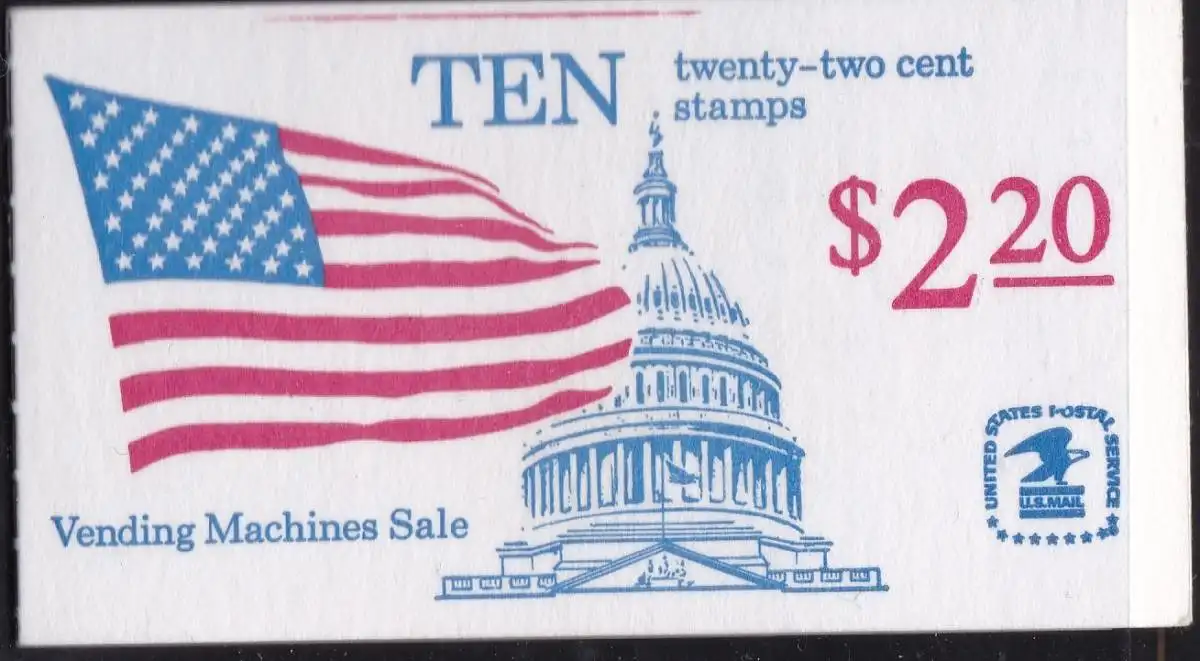 TEN
twenty-two cent
stamps
$2 20
UNITED STATES POSTAL SERVICE
U.S.MAIL
Vending Machines Sale